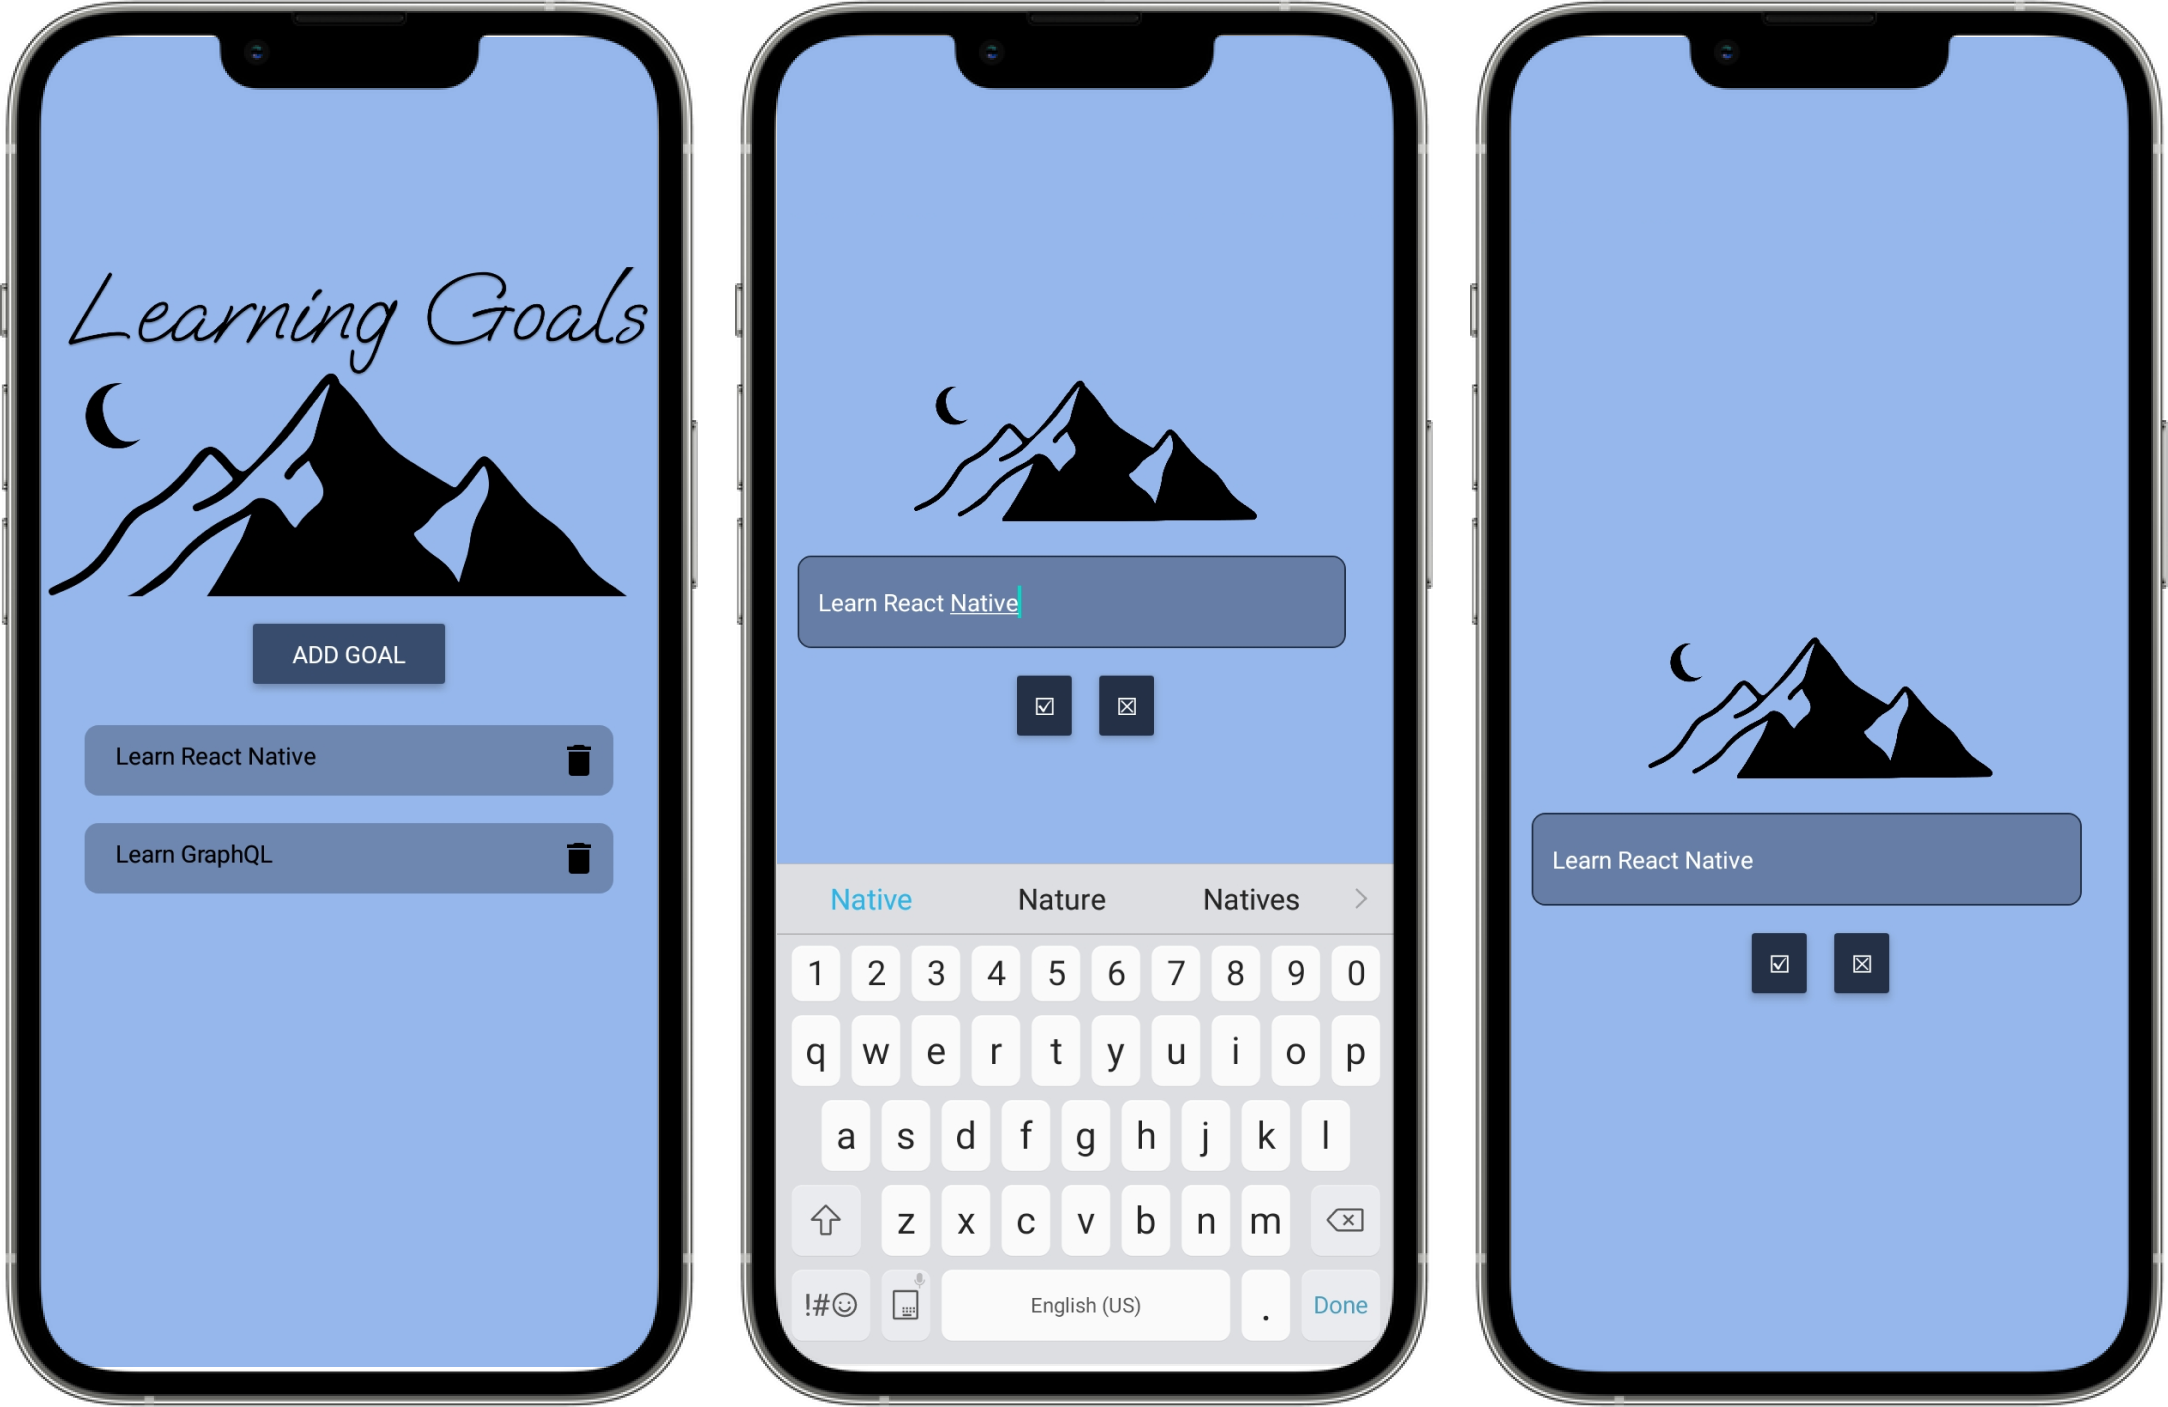 Learning Goals
ADD GOAL
Learn React Native
Learn GraphQL
Learn React Native
☑ ☒
Native Nature Natives
1 2 3 4 5 6 7 8 9 0
q w e r t y u i o p
a s d f g h j k l
z x c v b n m
!#☺ English (US) . Done
Learn React Native
☑ ☒